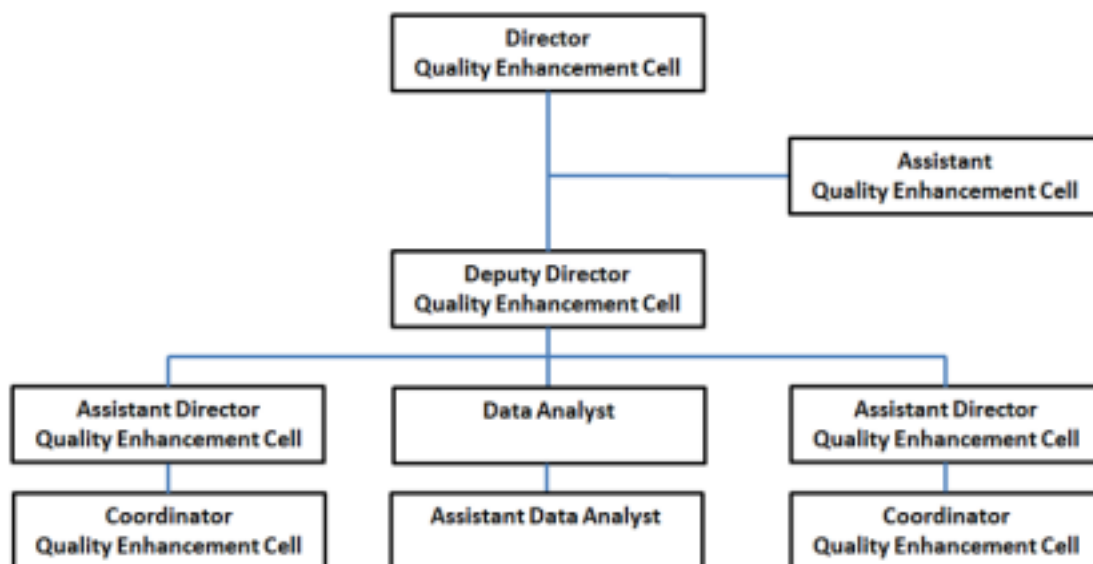 Director
Quality Enhancement Cell
Assistant
Quality Enhancement Cell
Deputy Director
Quality Enhancement Cell
Assistant Director
Quality Enhancement Cell
Data Analyst
Assistant Director
Quality Enhancement Cell
Coordinator
Quality Enhancement Cell
Assistant Data Analyst
Coordinator
Quality Enhancement Cell